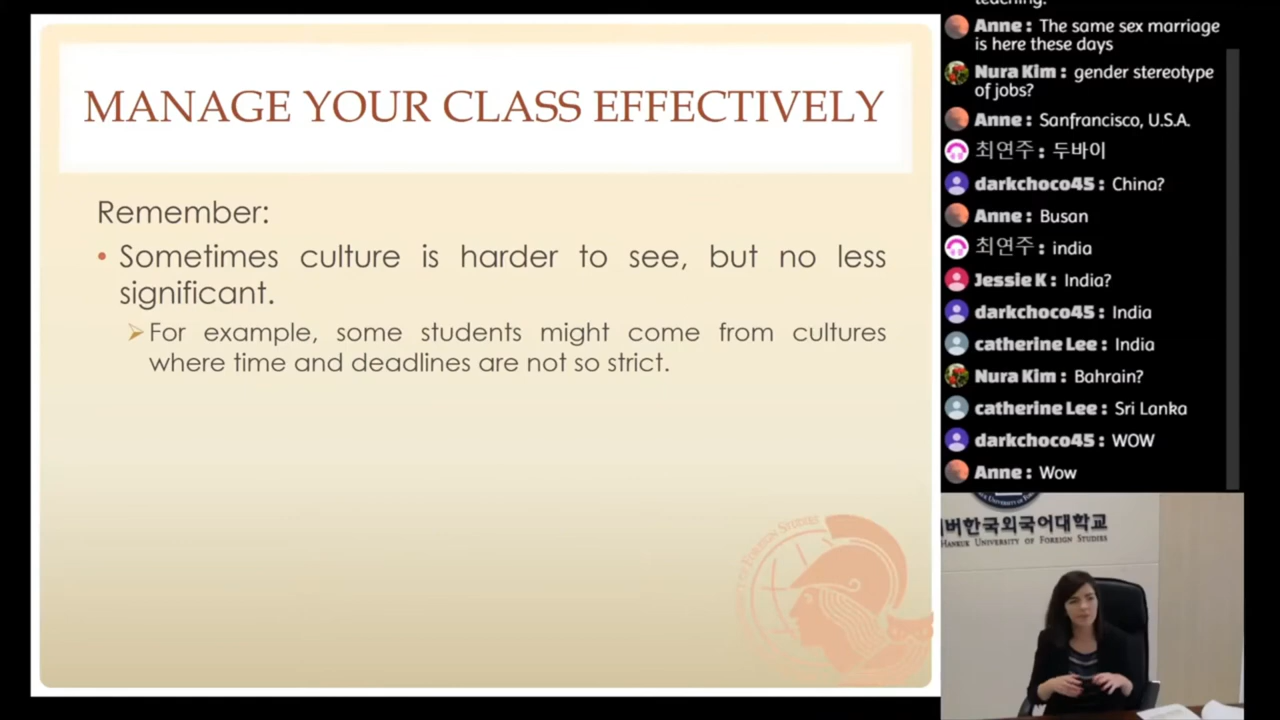 MANAGE YOUR CLASS EFFECTIVELY
Remember:
• Sometimes culture is harder to see, but no less
significant.
For example, some students might come from cultures
where time and deadlines are not so strict.
teaching.
Anne : The same sex marriage
is here these days
Nura Kim : gender stereotype
of jobs?
Anne : Sanfrancisco, U.S.A.
최연주 : 두바이
darkchoco45 : China?
Anne : Busan
최연주 : india
Jessie K : India?
darkchoco45 : India
catherine Lee : India
Nura Kim : Bahrain?
catherine Lee : Sri Lanka
darkchoco45 : WOW
Anne : Wow
버한국외국어대학교
Hankuk University of Foreign Studies